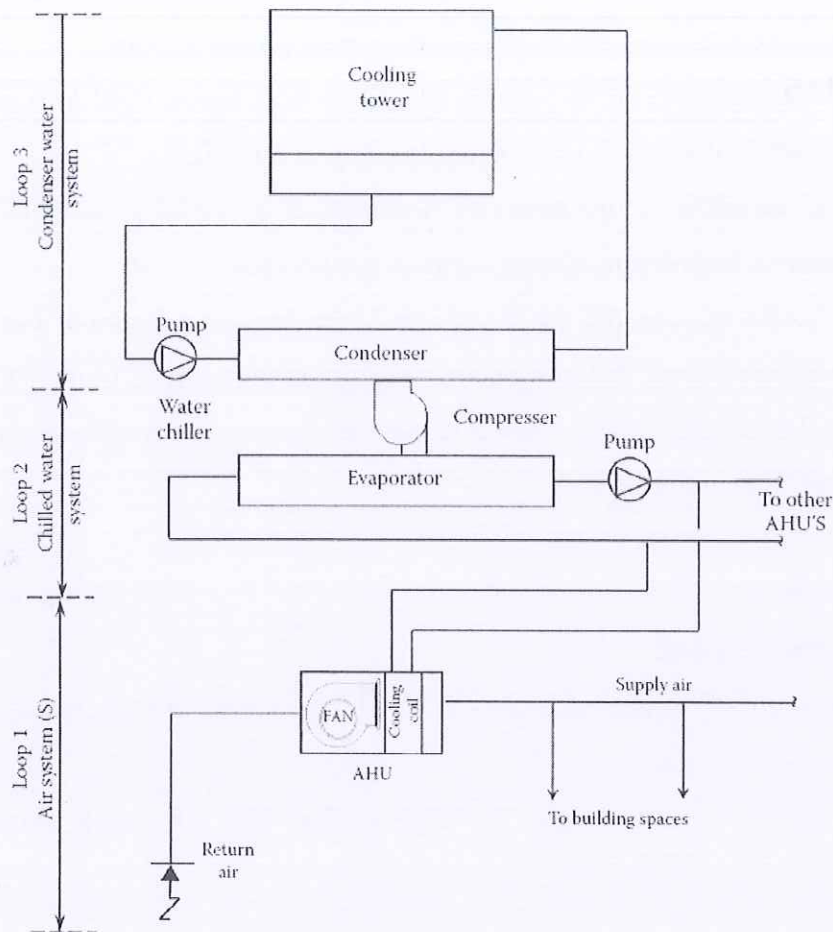 Cooling
tower
Loop 3
Condenser water
system
Pump
Condenser
Water
chiller
Compresser
Pump
Loop 2
Chilled water
system
Evaporator
To other
AHU'S
Loop 1
Air system (S)
FAN
Cooling
coil
Supply air
AHU
To building spaces
Return
air